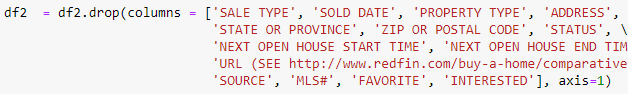 df2 = df2.drop(columns = ['SALE TYPE', 'SOLD DATE', 'PROPERTY TYPE', 'ADDRESS',
'STATE OR PROVINCE', 'ZIP OR POSTAL CODE', 'STATUS', \
'NEXT OPEN HOUSE START TIME', 'NEXT OPEN HOUSE END TIM
'URL (SEE http://www.redfin.com/buy-a-home/comparative
'SOURCE', 'MLS#', 'FAVORITE', 'INTERESTED'], axis=1)